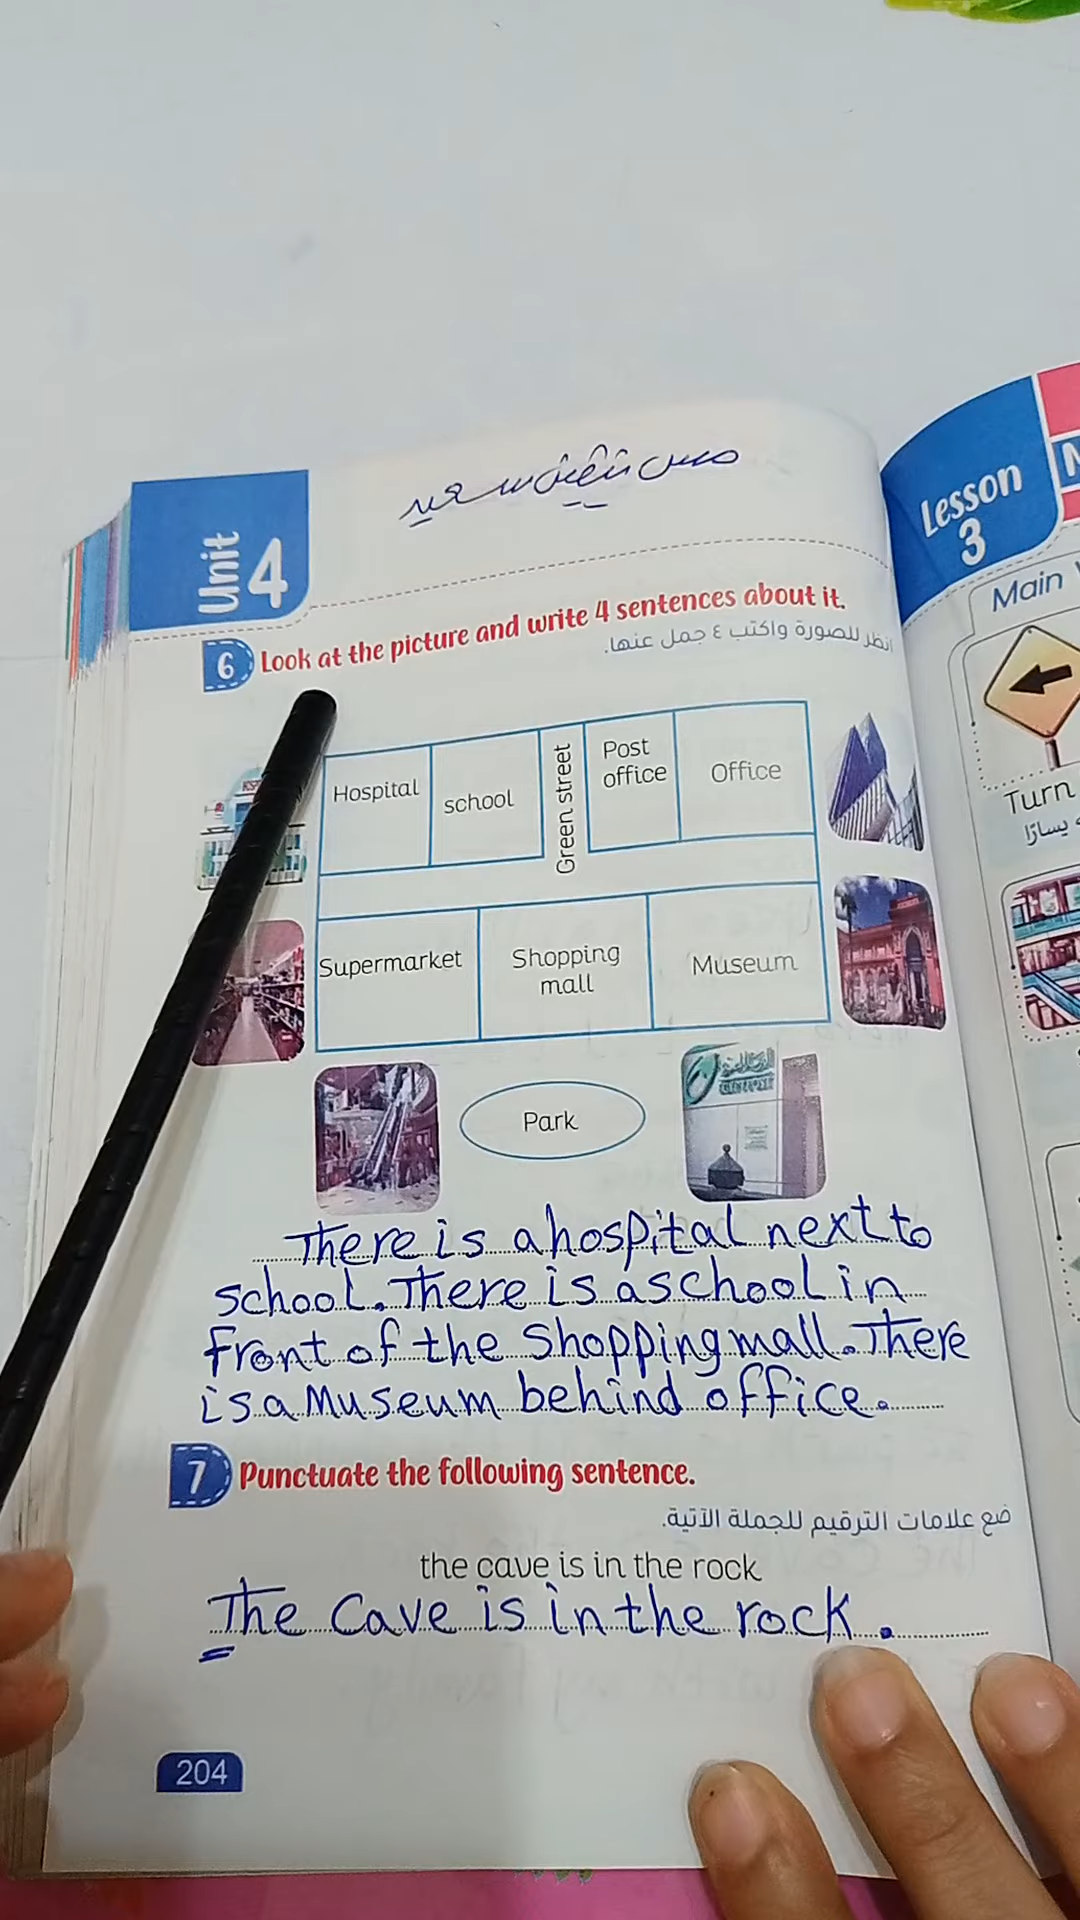 ميس شيماء سعيد
Unit 4
Lesson 3
6 Look at the picture and write 4 sentences about it.
انظر للصورة واكتب ٤ جمل عنها.
Hospital
school
Green street
Post office
Office
Supermarket
Shopping mall
Museum
Park
There is a hospital next to
school. There is a school in
front of the Shopping mall. There
is a Museum behind office.
7 Punctuate the following sentence.
ضع علامات الترقيم للجملة الآتية.
the cave is in the rock
The Cave is in the rock.
204
Main
Turn
يسارًا